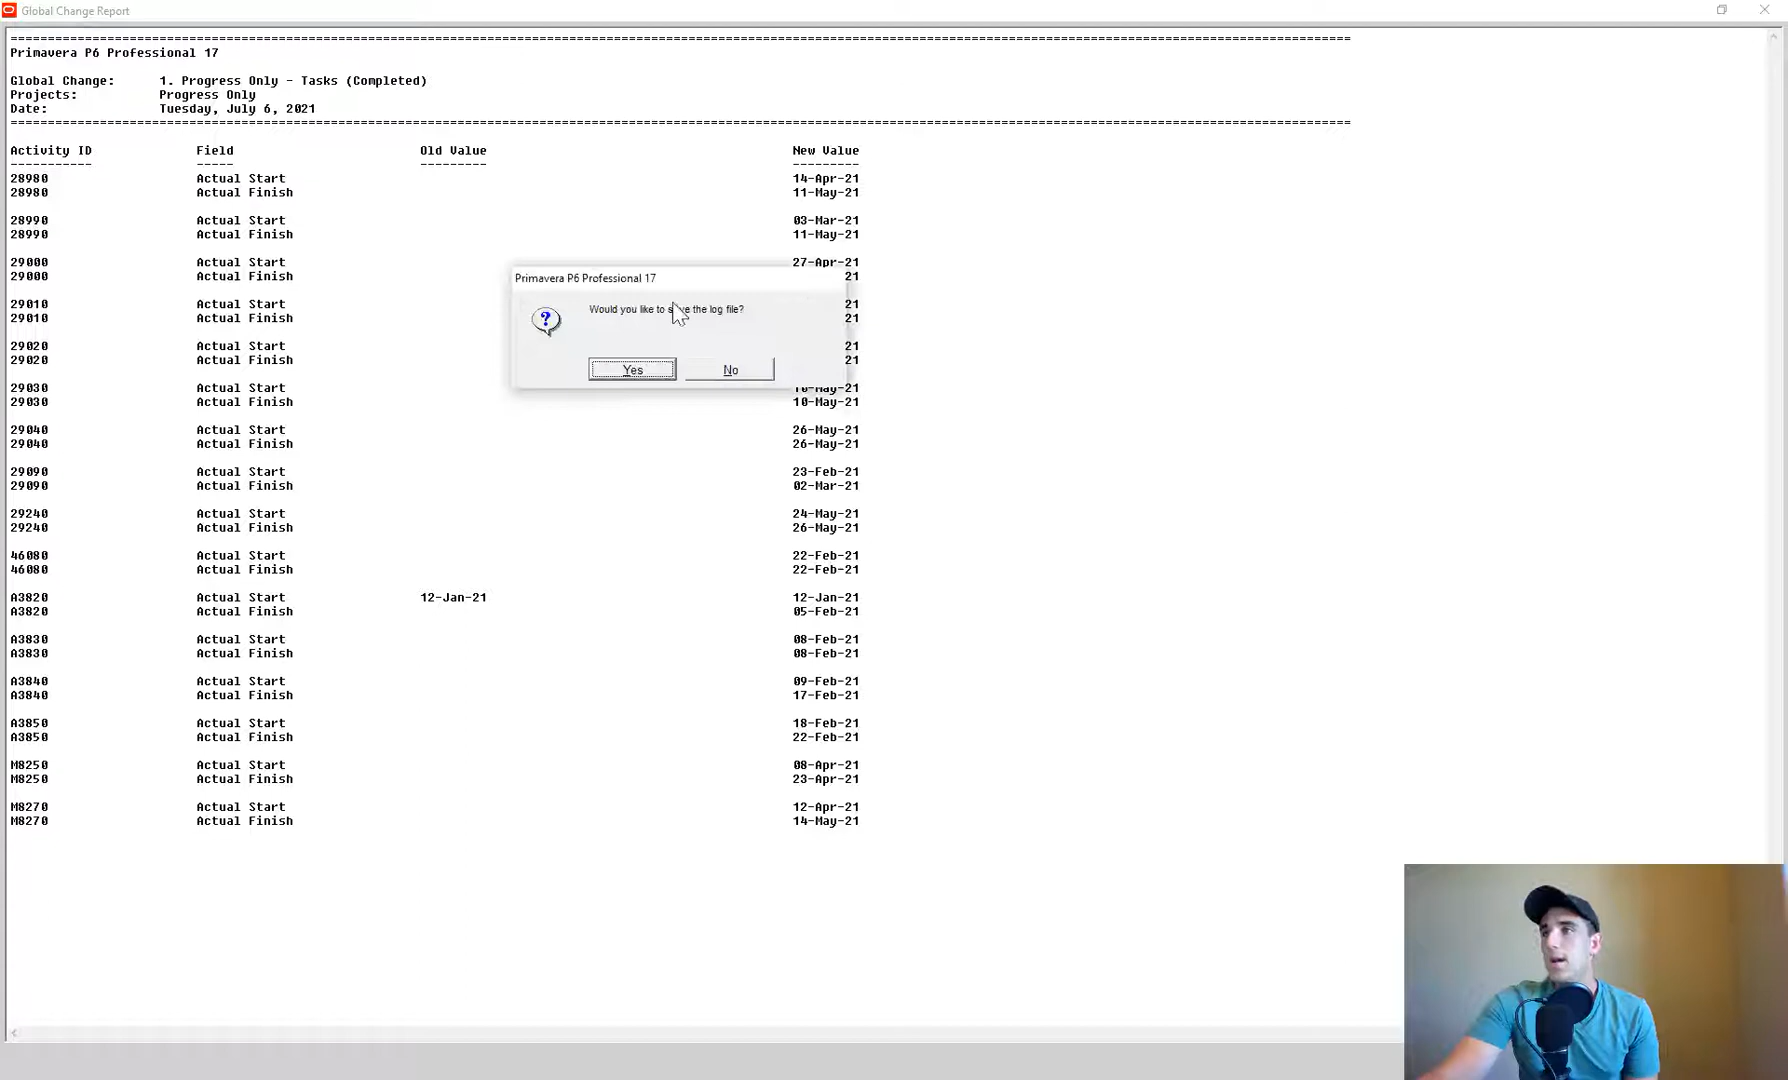 Global Change Report
Primavera P6 Professional 17
Global Change: 1. Progress Only - Tasks (Completed)
Projects: Progress Only
Date: Tuesday, July 6, 2021
Activity ID Field Old Value New Value
28980 Actual Start 14-Apr-21
28980 Actual Finish 11-May-21
28990 Actual Start 03-Mar-21
28990 Actual Finish 11-May-21
29000 Actual Start 27-Apr-21
29000 Actual Finish 21
29010 Actual Start 21
29010 Actual Finish 21
29020 Actual Start 21
29020 Actual Finish 21
29030 Actual Start
29030 Actual Finish 10-May-21
29040 Actual Start 26-May-21
29040 Actual Finish 26-May-21
29090 Actual Start 23-Feb-21
29090 Actual Finish 02-Mar-21
29240 Actual Start 24-May-21
29240 Actual Finish 26-May-21
46080 Actual Start 22-Feb-21
46080 Actual Finish 22-Feb-21
A3820 Actual Start 12-Jan-21 12-Jan-21
A3820 Actual Finish 05-Feb-21
A3830 Actual Start 08-Feb-21
A3830 Actual Finish 08-Feb-21
A3840 Actual Start 09-Feb-21
A3840 Actual Finish 17-Feb-21
A3850 Actual Start 18-Feb-21
A3850 Actual Finish 22-Feb-21
M8250 Actual Start 08-Apr-21
M8250 Actual Finish 23-Apr-21
M8270 Actual Start 12-Apr-21
M8270 Actual Finish 14-May-21
Primavera P6 Professional 17
Would you like to save the log file?
Yes No